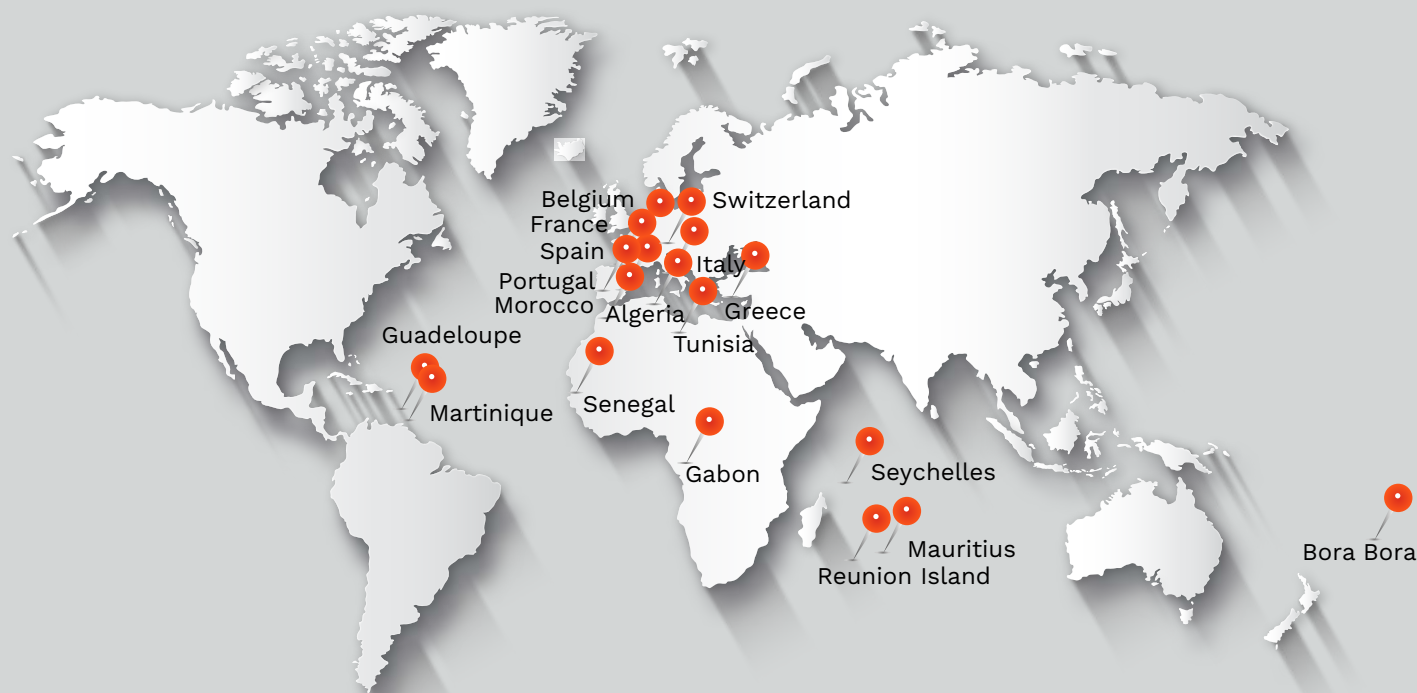 Belgium
Switzerland
France
Spain
Italy
Portugal
Morocco
Algeria
Greece
Tunisia
Guadeloupe
Martinique
Senegal
Gabon
Seychelles
Mauritius
Reunion Island
Bora Bora